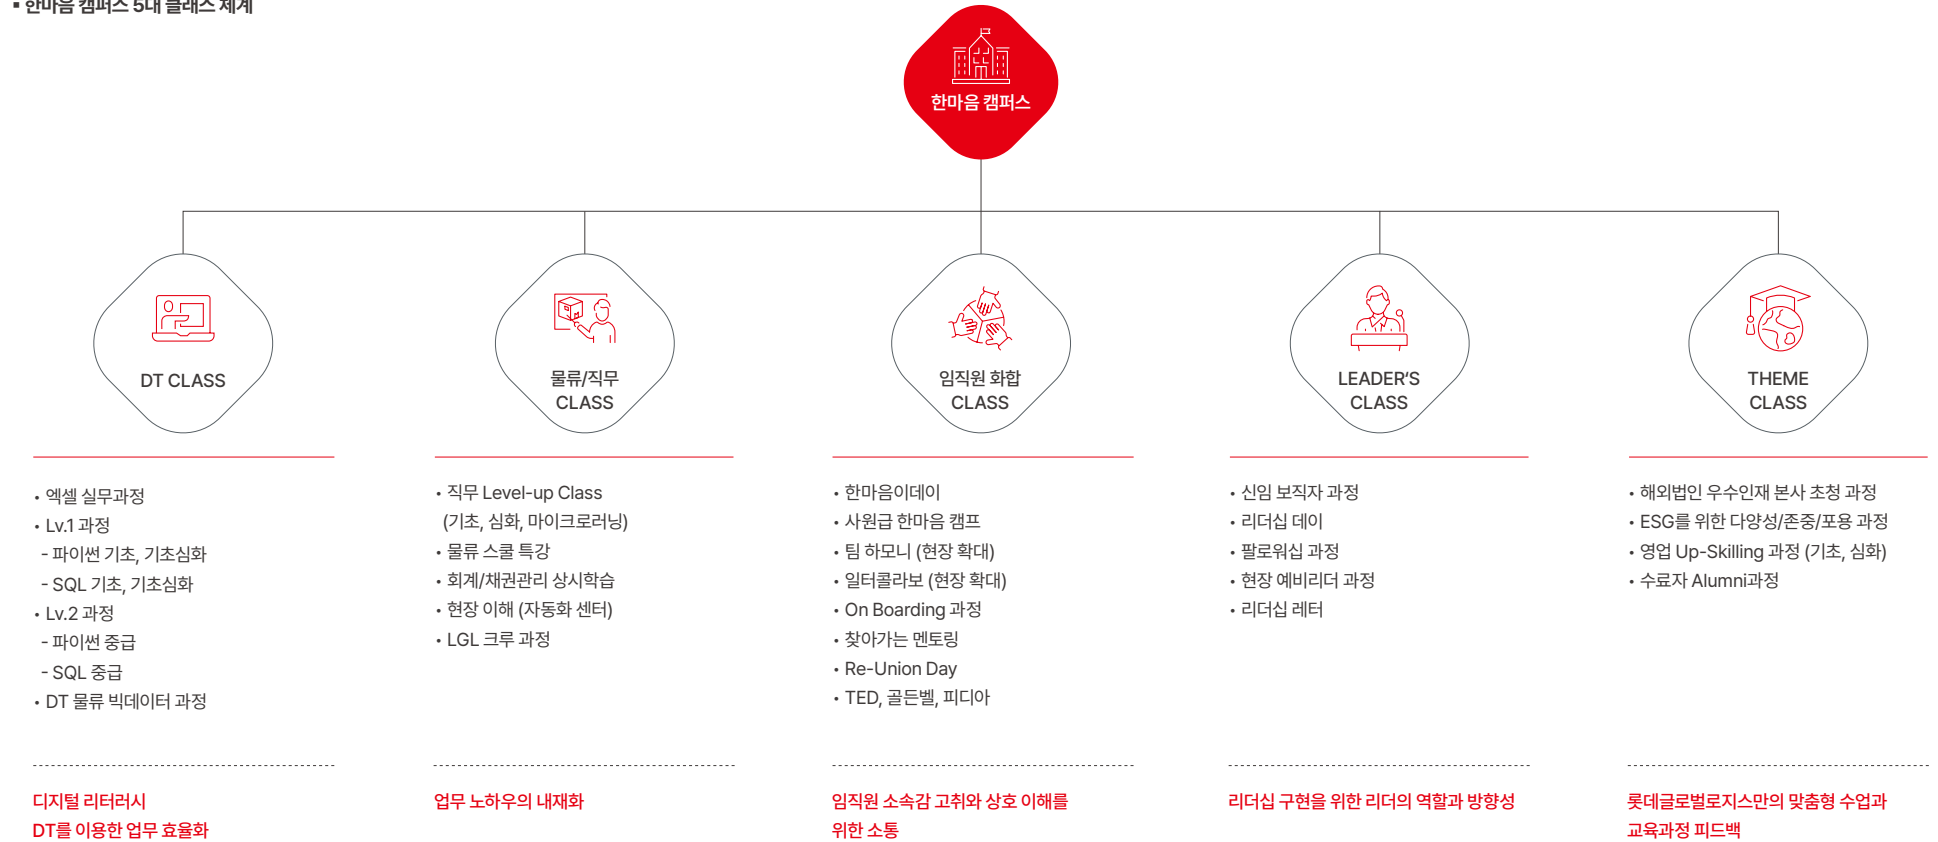 ▪ 한마음 캠퍼스 5대 클래스 체계
한마음 캠퍼스
DT CLASS
• 엑셀 실무과정
• Lv.1 과정
- 파이썬 기초, 기초심화
- SQL 기초, 기초심화
• Lv.2 과정
- 파이썬 중급
- SQL 중급
• DT 물류 빅데이터 과정
디지털 리터러시
DT를 이용한 업무 효율화
물류/직무
CLASS
• 직무 Level-up Class
(기초, 심화, 마이크로러닝)
• 물류 스쿨 특강
• 회계/채권관리 상시학습
• 현장 이해 (자동화 센터)
• LGL 크루 과정
업무 노하우의 내재화
임직원 화합
CLASS
• 한마음이데이
• 사원급 한마음 캠프
• 팀 하모니 (현장 확대)
• 일터콜라보 (현장 확대)
• On Boarding 과정
• 찾아가는 멘토링
• Re-Union Day
• TED, 골든벨, 피디아
임직원 소속감 고취와 상호 이해를
위한 소통
LEADER'S
CLASS
• 신임 보직자 과정
• 리더십 데이
• 팔로워십 과정
• 현장 예비리더 과정
• 리더십 레터
리더십 구현을 위한 리더의 역할과 방향성
THEME
CLASS
• 해외법인 우수인재 본사 초청 과정
• ESG를 위한 다양성/존중/포용 과정
• 영업 Up-Skilling 과정 (기초, 심화)
• 수료자 Alumni과정
롯데글로벌로지스만의 맞춤형 수업과
교육과정 피드백